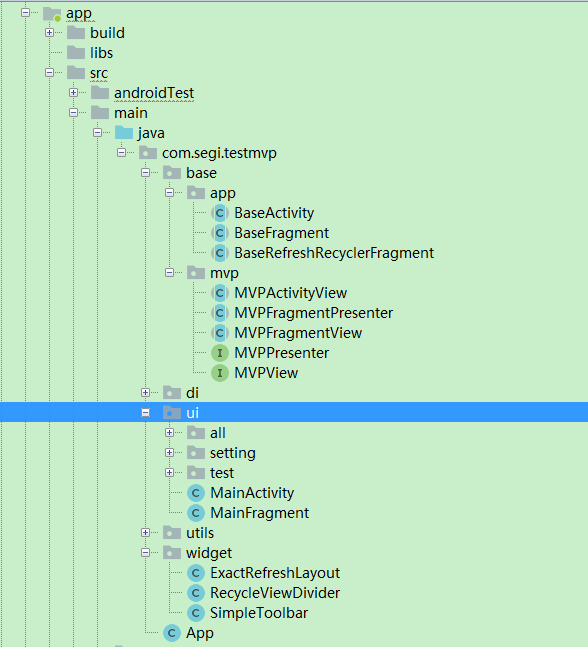 app
build
libs
src
androidTest
main
java
com.segi.testmvp
base
app
C BaseActivity
C BaseFragment
C BaseRefreshRecyclerFragment
mvp
C MVPActivityView
C MVPFragmentPresenter
C MVPFragmentView
I MVPPresenter
I MVPView
di
ui
all
setting
test
C MainActivity
C MainFragment
utils
widget
C ExactRefreshLayout
C RecycleViewDivider
C SimpleToolbar
C App